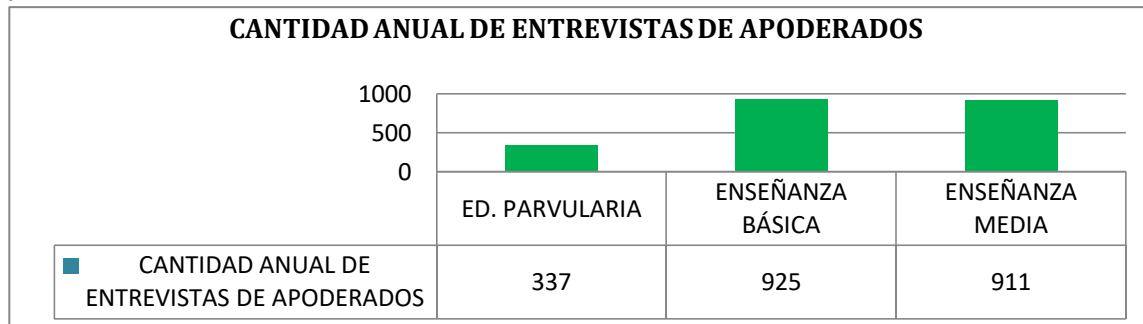 CANTIDAD ANUAL DE ENTREVISTAS DE APODERADOS
1000
500
0
ED. PARVULARIA
ENSEÑANZA
BÁSICA
ENSEÑANZA
MEDIA
CANTIDAD ANUAL DE
ENTREVISTAS DE APODERADOS
337
925
911